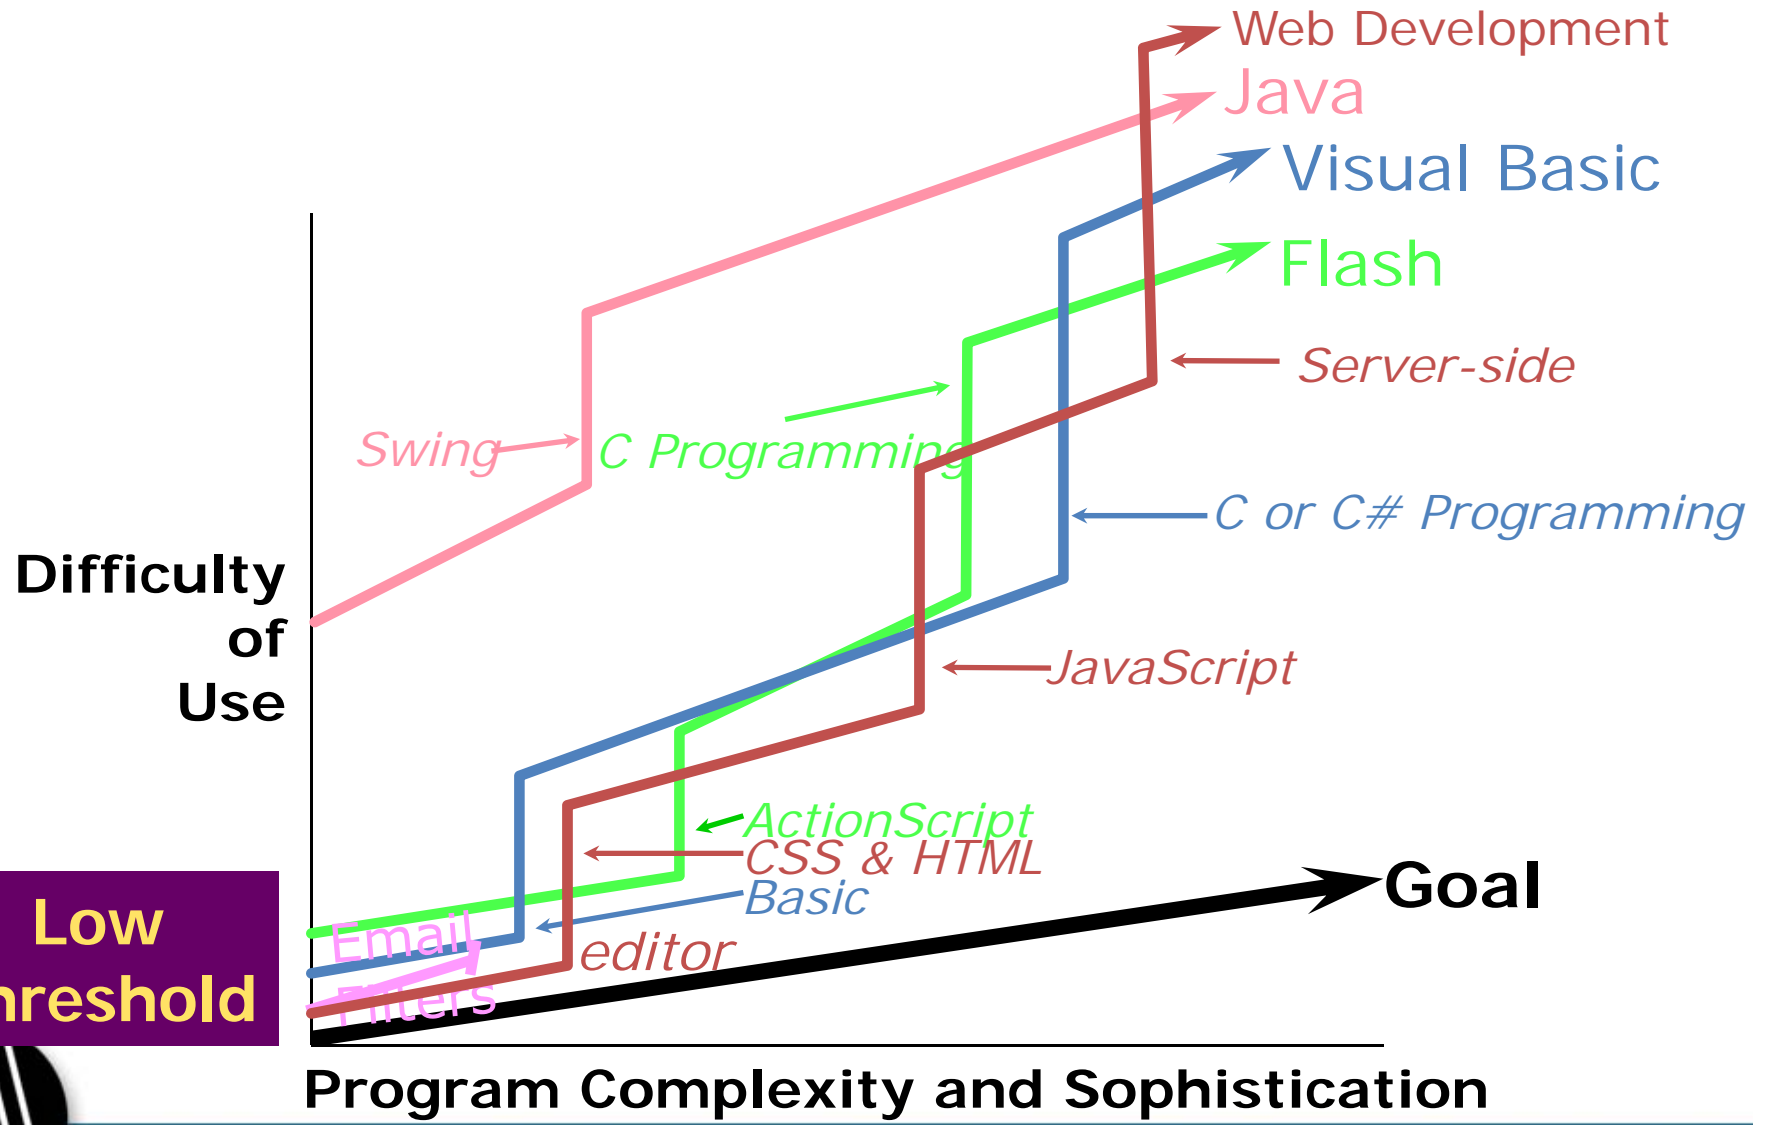 Web Development
Java
Visual Basic
Flash
Server-side
Swing
C Programming
C or C# Programming
Difficulty
of
Use
JavaScript
ActionScript
CSS & HTML
Basic
Goal
Low
hreshold
Email
editor
Filters
Program Complexity and Sophistication